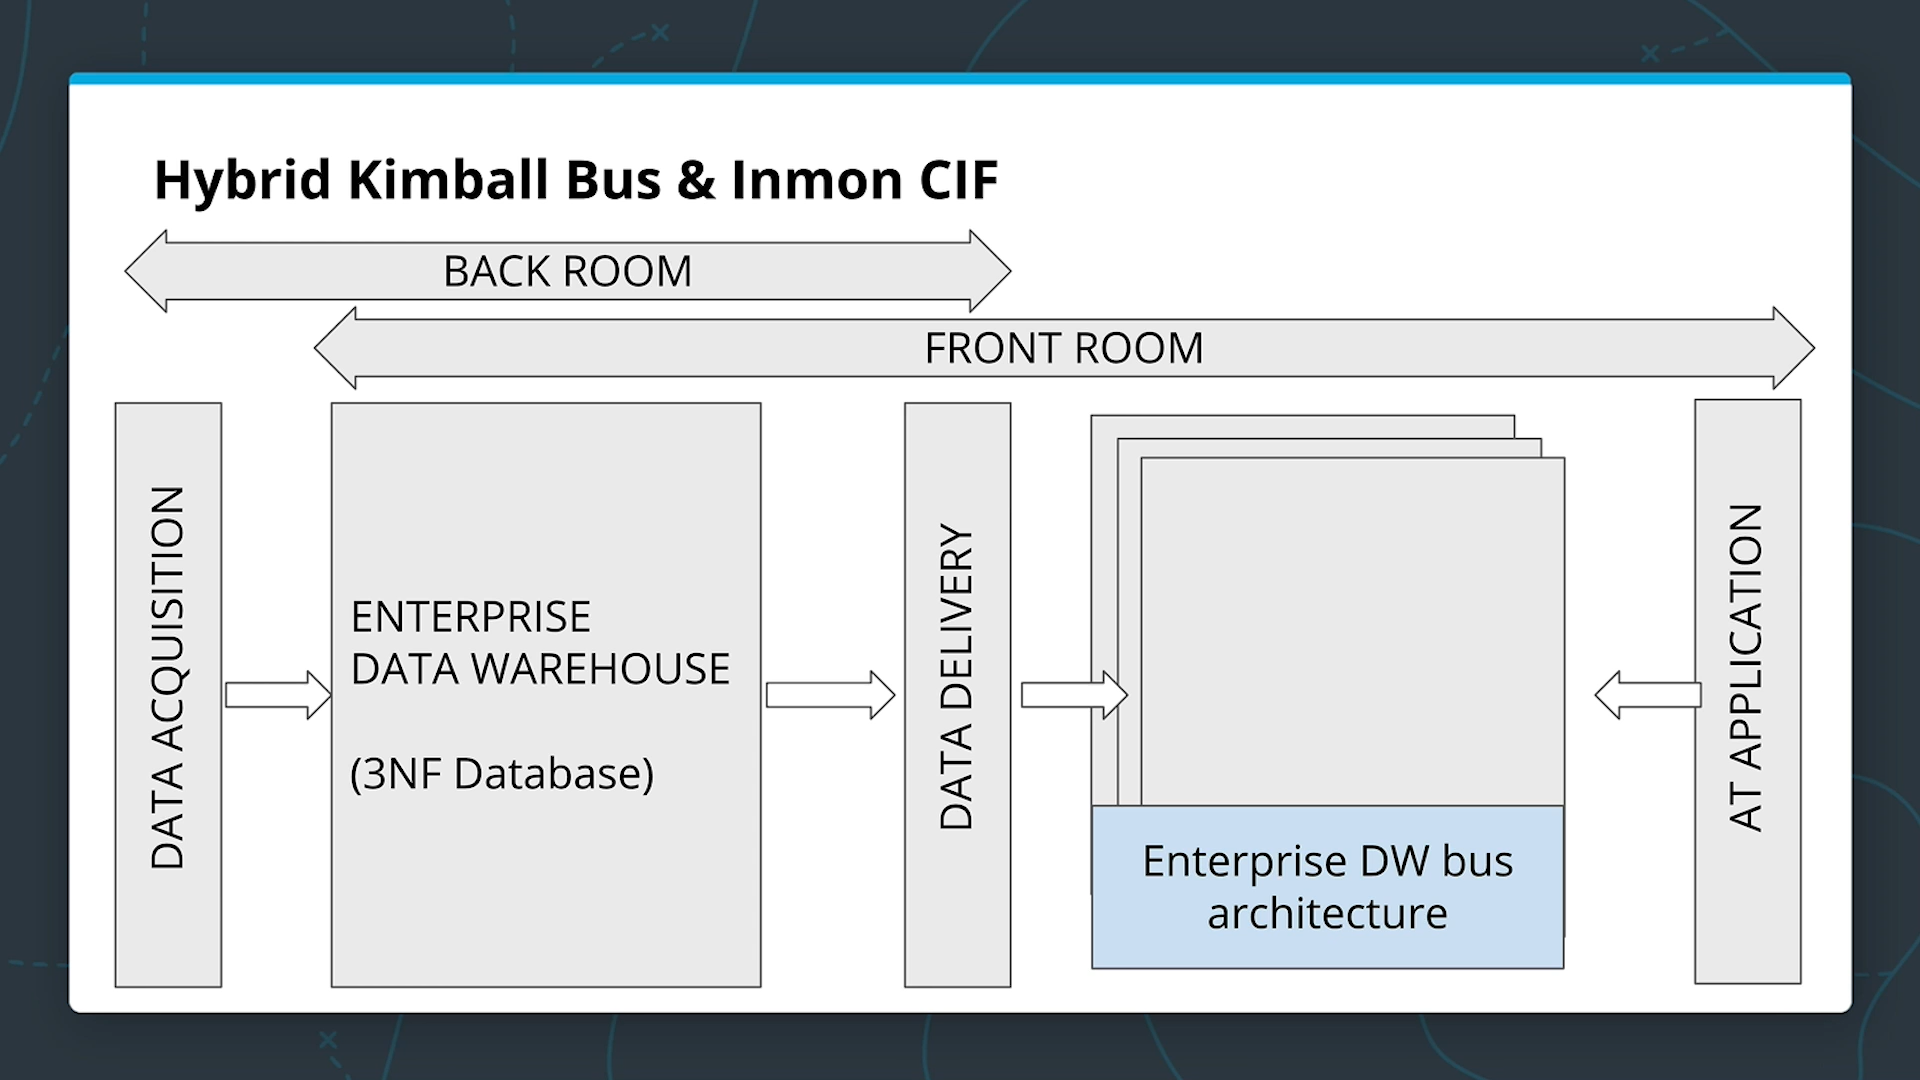 Hybrid Kimball Bus & Inmon CIF
BACK ROOM
FRONT ROOM
DATA ACQUISITION
ENTERPRISE
DATA WAREHOUSE
(3NF Database)
DATA DELIVERY
Enterprise DW bus
architecture
AT APPLICATION